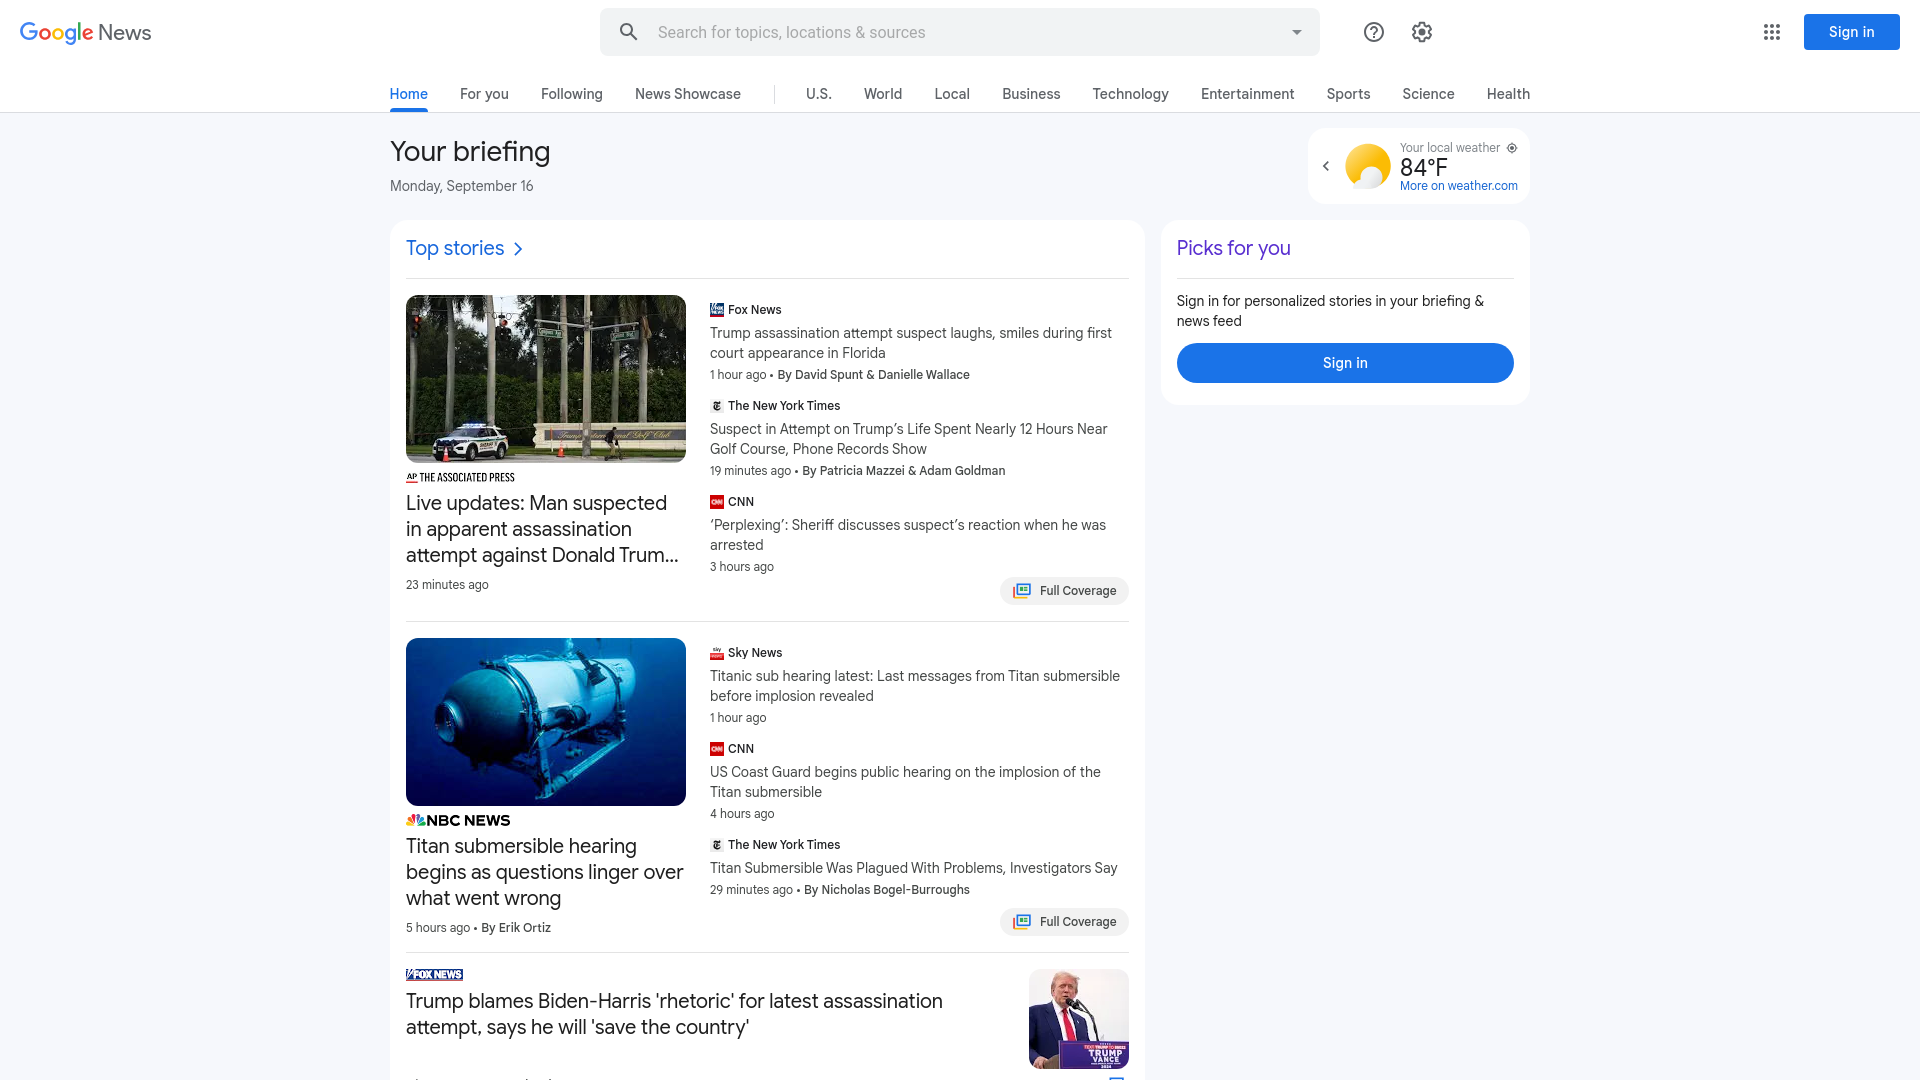 Google News
Search for topics, locations & sources
Sign in
Home
For you
Following
News Showcase
U.S.
World
Local
Business
Technology
Entertainment
Sports
Science
Health
Your briefing
Monday, September 16
Your local weather
84°F
More on weather.com
Top stories
THE ASSOCIATED PRESS
Live updates: Man suspected
in apparent assassination
attempt against Donald Trum...
23 minutes ago
Fox News
Trump assassination attempt suspect laughs, smiles during first
court appearance in Florida
1 hour ago • By David Spunt & Danielle Wallace
The New York Times
Suspect in Attempt on Trump’s Life Spent Nearly 12 Hours Near
Golf Course, Phone Records Show
19 minutes ago • By Patricia Mazzei & Adam Goldman
CNN
‘Perplexing’: Sheriff discusses suspect’s reaction when he was
arrested
3 hours ago
Full Coverage
NBC NEWS
Titan submersible hearing
begins as questions linger over
what went wrong
5 hours ago • By Erik Ortiz
Sky News
Titanic sub hearing latest: Last messages from Titan submersible
before implosion revealed
1 hour ago
CNN
US Coast Guard begins public hearing on the implosion of the
Titan submersible
4 hours ago
The New York Times
Titan Submersible Was Plagued With Problems, Investigators Say
29 minutes ago • By Nicholas Bogel-Burroughs
Full Coverage
FOX NEWS
Trump blames Biden-Harris 'rhetoric' for latest assassination
attempt, says he will 'save the country'
TRUMP
VANCE
Picks for you
Sign in for personalized stories in your briefing &
news feed
Sign in